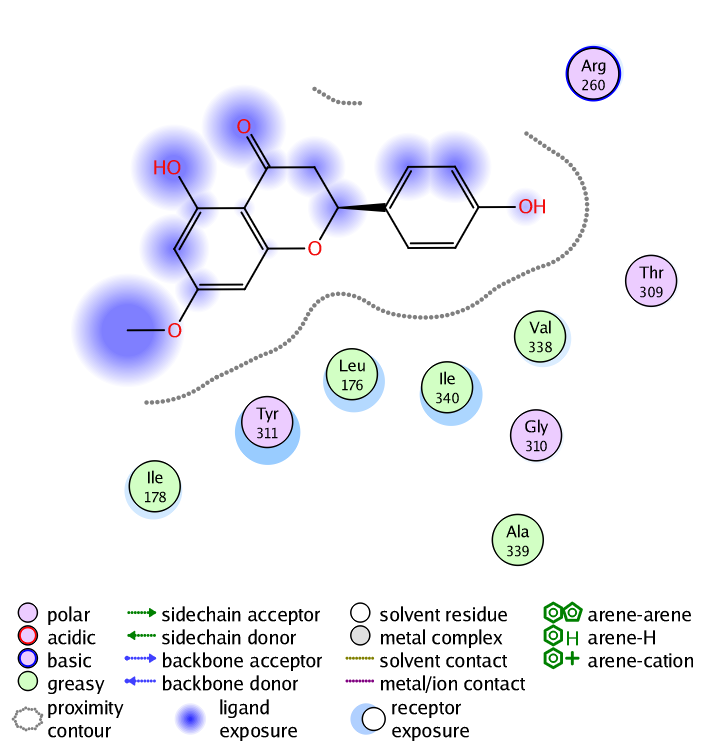 Arg
260
O
HO
OH
O
O
Thr
309
Val
338
Leu
176
Ile
340
Tyr
311
Gly
310
Ile
178
Ala
339
polar sidechain acceptor solvent residue arene-arene
acidic sidechain donor metal complex H arene-H
basic backbone acceptor solvent contact + arene-cation
greasy backbone donor metal/ion contact
proximity contour ligand exposure receptor exposure